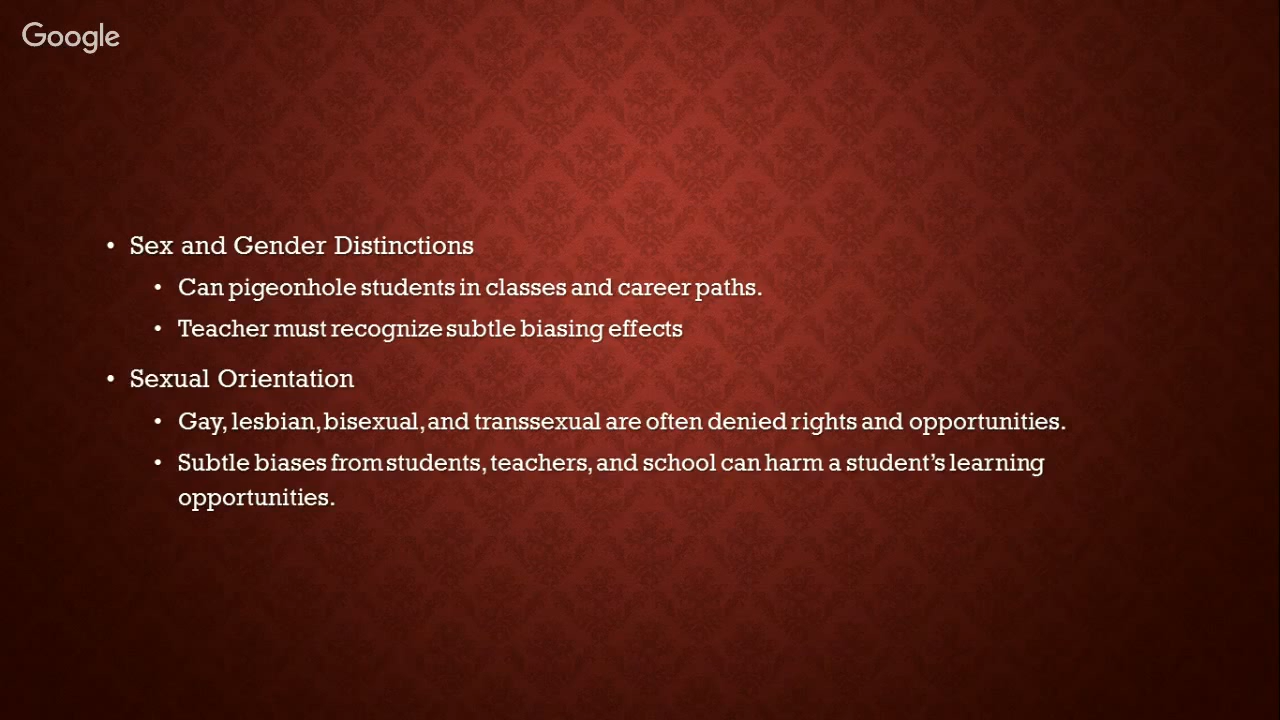 Google
• Sex and Gender Distinctions
• Can pigeonhole students in classes and career paths.
• Teacher must recognize subtle biasing effects
• Sexual Orientation
• Gay, lesbian, bisexual, and transsexual are often denied rights and opportunities.
• Subtle biases from students, teachers, and school can harm a student's learning
opportunities.